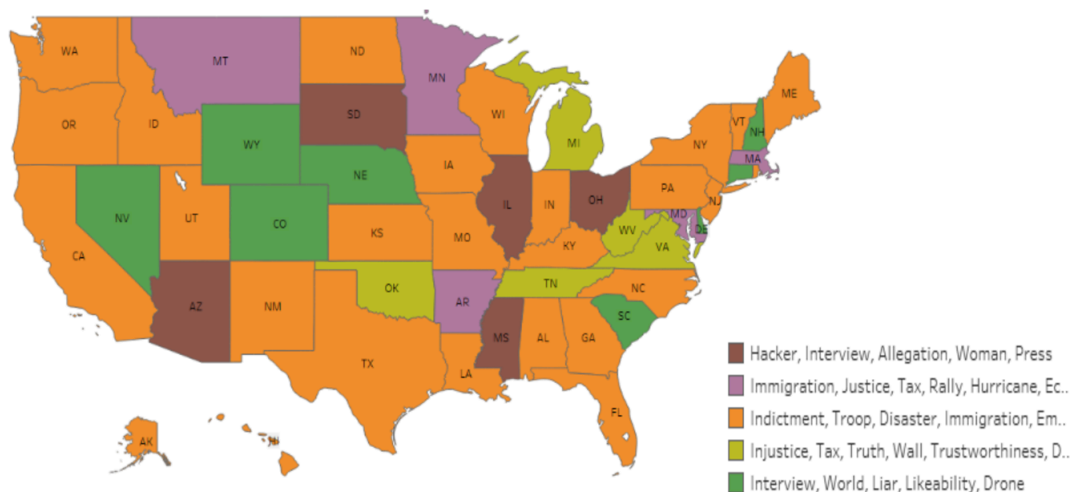 WA
MT
ND
MN
ME
OR
ID
SD
WI
VT
NH
WY
MI
NY
MA
IA
NE
PA
NV
UT
CO
IL
IN
OH
NJ
MD
DE
CA
KS
MO
KY
WV
VA
AZ
NM
OK
AR
TN
NC
SC
TX
LA
MS
AL
GA
FL
AK
HI
Hacker, Interview, Allegation, Woman, Press
Immigration, Justice, Tax, Rally, Hurricane, Ec..
Indictment, Troop, Disaster, Immigration, Em..
Injustice, Tax, Truth, Wall, Trustworthiness, D..
Interview, World, Liar, Likeability, Drone